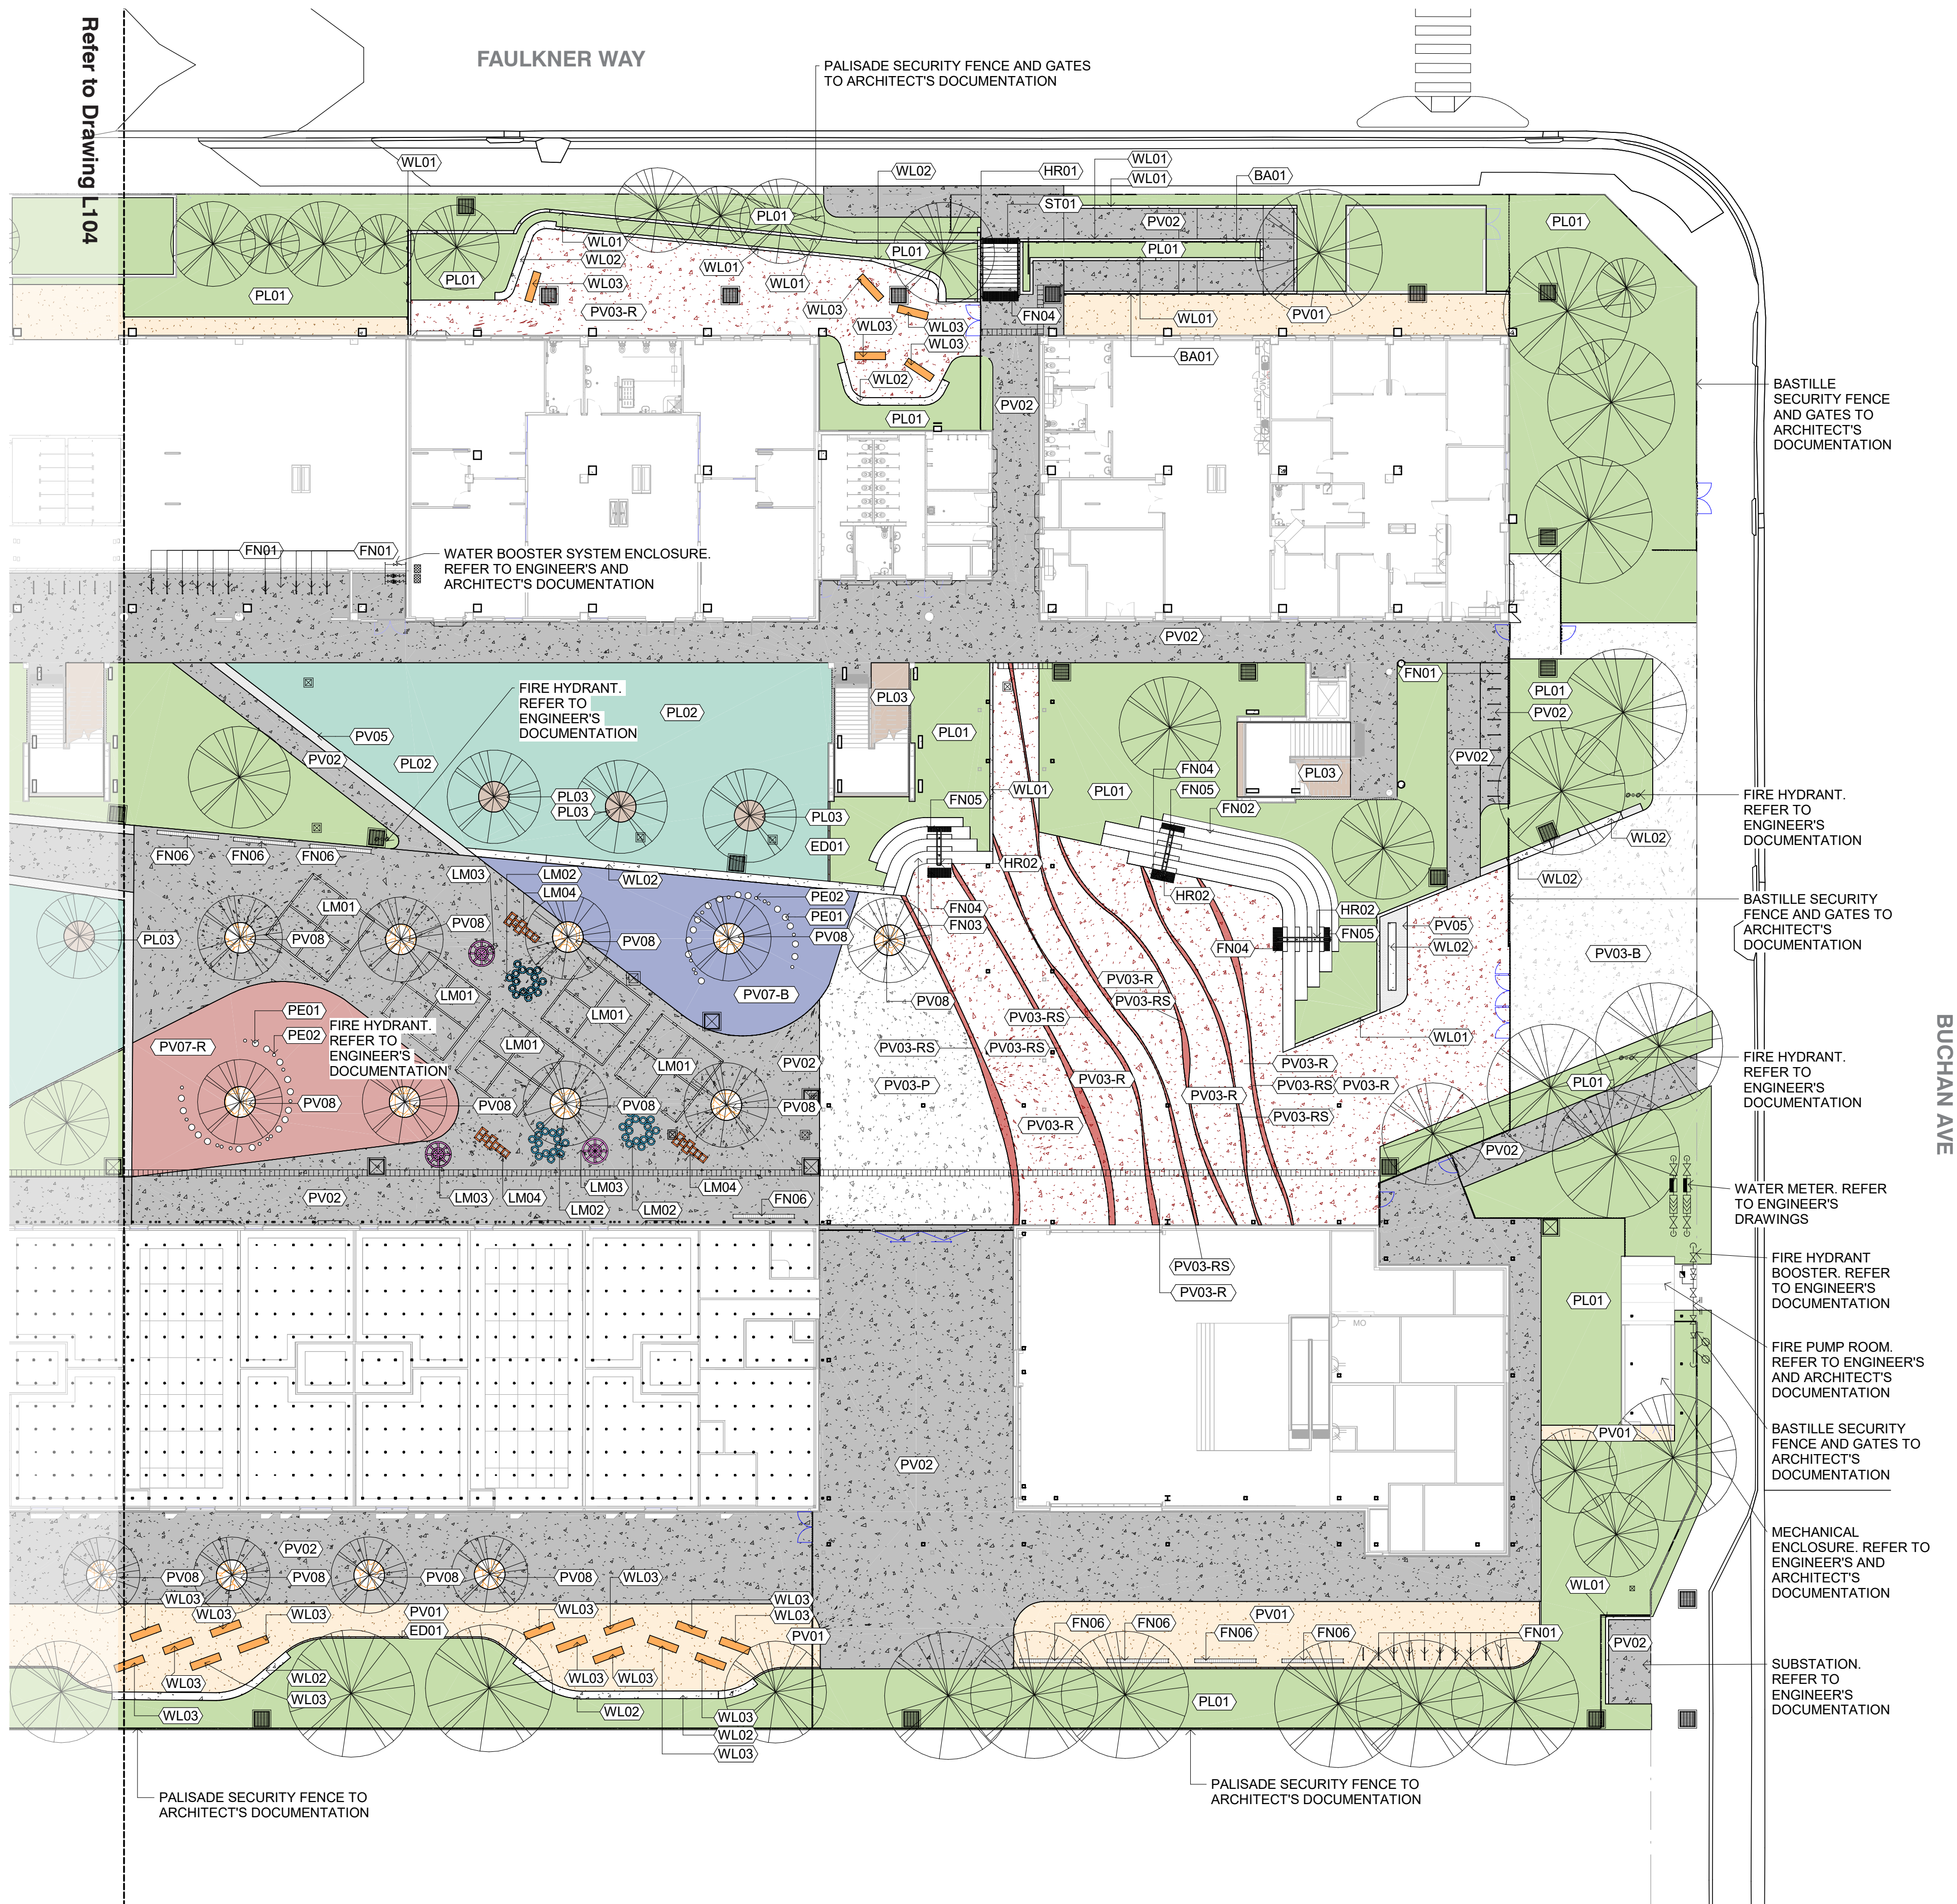 Refer to Drawing L104
FAULKNER WAY
PALISADE SECURITY FENCE AND GATES
TO ARCHITECT'S DOCUMENTATION
WL01
WL02
HR01
WL01
WL01
BA01
ST01
PL01
PV02
PL01
WL01
WL02
PL01
PL01
PL01
WL01
WL01
WL03
PL01
PV03-R
WL03
WL03
WL03
WL03
FN04
WL01
PV01
BA01
WL02
PV02
PL01
BASTILLE
SECURITY FENCE
AND GATES TO
ARCHITECT'S
DOCUMENTATION
FN01
FN01
WATER BOOSTER SYSTEM ENCLOSURE.
REFER TO ENGINEER'S AND
ARCHITECT'S DOCUMENTATION
PV02
FIRE HYDRANT.
REFER TO
ENGINEER'S
DOCUMENTATION
PL03
FN01
PL01
PV02
PL02
PL01
PV05
PV02
PL02
PV02
FN04
FN05
PL03
PL01
WL01
FN02
PL03
PL03
FN05
PL03
ED01
FIRE HYDRANT.
REFER TO
ENGINEER'S
DOCUMENTATION
WL02
FN06
FN06
FN06
LM03
LM02
LM04
WL02
HR02
WL02
HR02
BASTILLE SECURITY
FENCE AND GATES TO
ARCHITECT'S
DOCUMENTATION
PE02
PE01
PV08
FN04
FN03
HR02
FN05
FN04
PV05
WL02
LM01
PV08
PV08
PV08
PL03
PV03-B
LM01
PV07-B
PV08
PV03-R
PV03-RS
PV03-RS
LM01
PE01
PE02
FIRE HYDRANT.
REFER TO
ENGINEER'S
DOCUMENTATION
PV07-R
LM01
LM01
PV02
PV03-RS
PV03-RS
WL01
BUCHAN AVE
FIRE HYDRANT.
REFER TO
ENGINEER'S
DOCUMENTATION
PV03-R
PV03-P
PV03-R
PV03-RS
PV03-R
PL01
PV03-R
PV08
PV08
PV08
PV08
PV03-RS
PV03-R
PV02
LM03
LM04
LM03
LM02
LM02
LM04
FN06
PV02
WATER METER. REFER
TO ENGINEER'S
DRAWINGS
PV03-RS
PV03-R
FIRE HYDRANT
BOOSTER. REFER
TO ENGINEER'S
DOCUMENTATION
PL01
MO
FIRE PUMP ROOM.
REFER TO ENGINEER'S
AND ARCHITECT'S
DOCUMENTATION
PV01
BASTILLE SECURITY
FENCE AND GATES TO
ARCHITECT'S
DOCUMENTATION
PV02
MECHANICAL
ENCLOSURE. REFER TO
ENGINEER'S AND
ARCHITECT'S
DOCUMENTATION
PV02
PV08
PV08
PV08
PV08
WL03
WL01
WL03
WL03
WL03
PV01
ED01
WL03
WL03
WL03
PV01
PV01
FN06
FN06
FN06
FN06
FN01
PV02
WL03
WL02
WL03
WL03
WL03
WL03
WL02
WL03
WL02
WL03
PL01
SUBSTATION.
REFER TO
ENGINEER'S
DOCUMENTATION
PALISADE SECURITY FENCE TO
ARCHITECT'S DOCUMENTATION
PALISADE SECURITY FENCE TO
ARCHITECT'S DOCUMENTATION